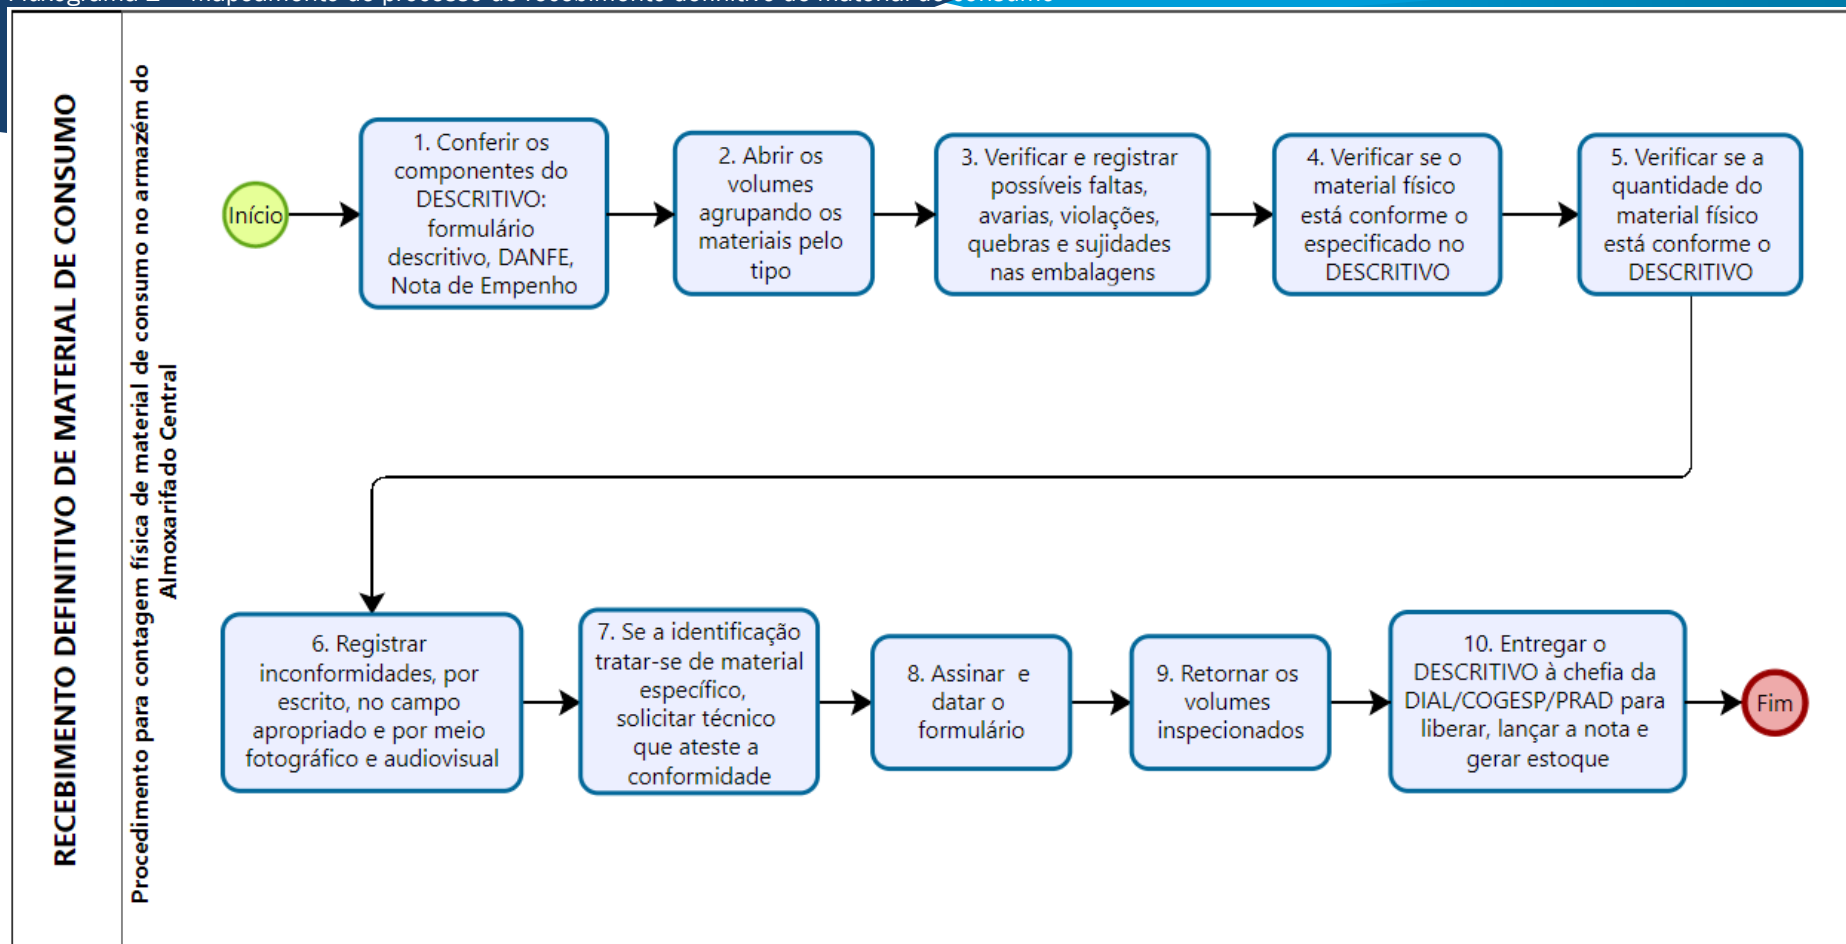 RECEBIMENTO DEFINITIVO DE MATERIAL DE CONSUMO
Procedimento para contagem física de material de consumo no armazém do
Almoxarifado Central
Início
1. Conferir os
componentes do
DESCRITIVO:
formulário
descritivo, DANFE,
Nota de Empenho
2. Abrir os
volumes
agrupando os
materiais pelo
tipo
3. Verificar e registrar
possíveis faltas,
avarias, violações,
quebras e sujidades
nas embalagens
4. Verificar se o
material físico
está conforme o
especificado no
DESCRITIVO
5. Verificar se a
quantidade do
material físico
está conforme o
DESCRITIVO
6. Registrar
inconformidades, por
escrito, no campo
apropriado e por meio
fotográfico e audiovisual
7. Se a identificação
tratar-se de material
específico,
solicitar técnico
que ateste a
conformidade
8. Assinar e
datar o
formulário
9. Retornar os
volumes
inspecionados
10. Entregar o
DESCRITIVO à chefia da
DIAL/COGESP/PRAD para
liberar, lançar a nota e
gerar estoque
Fim